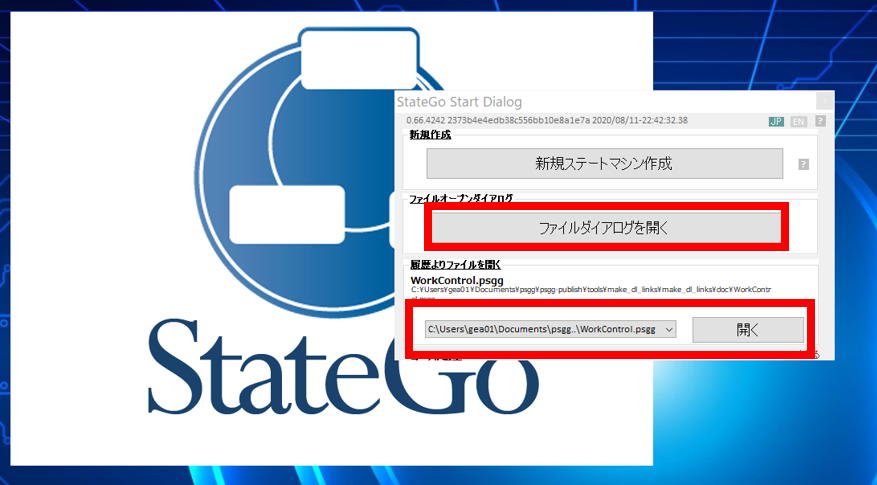 StateGo Start Dialog
0.66.4242 2373b4e4edb38c556bb10e8a1e7a 2020/08/11-22:42:32.38
JP EN ?
新規作成
新規ステートマシン作成
?
ファイルオープンダイアログ
ファイルダイアログを開く
履歴よりファイルを開く
WorkControl.psgg
C:¥Users¥gea01¥Documents¥psgg¥psgg-publish¥tools¥make_dl_links¥make_dl_links¥doc¥WorkContr
ol.psgg
C:\Users\gea01\Documents\psgg..\WorkControl.psgg
開く
StateGo